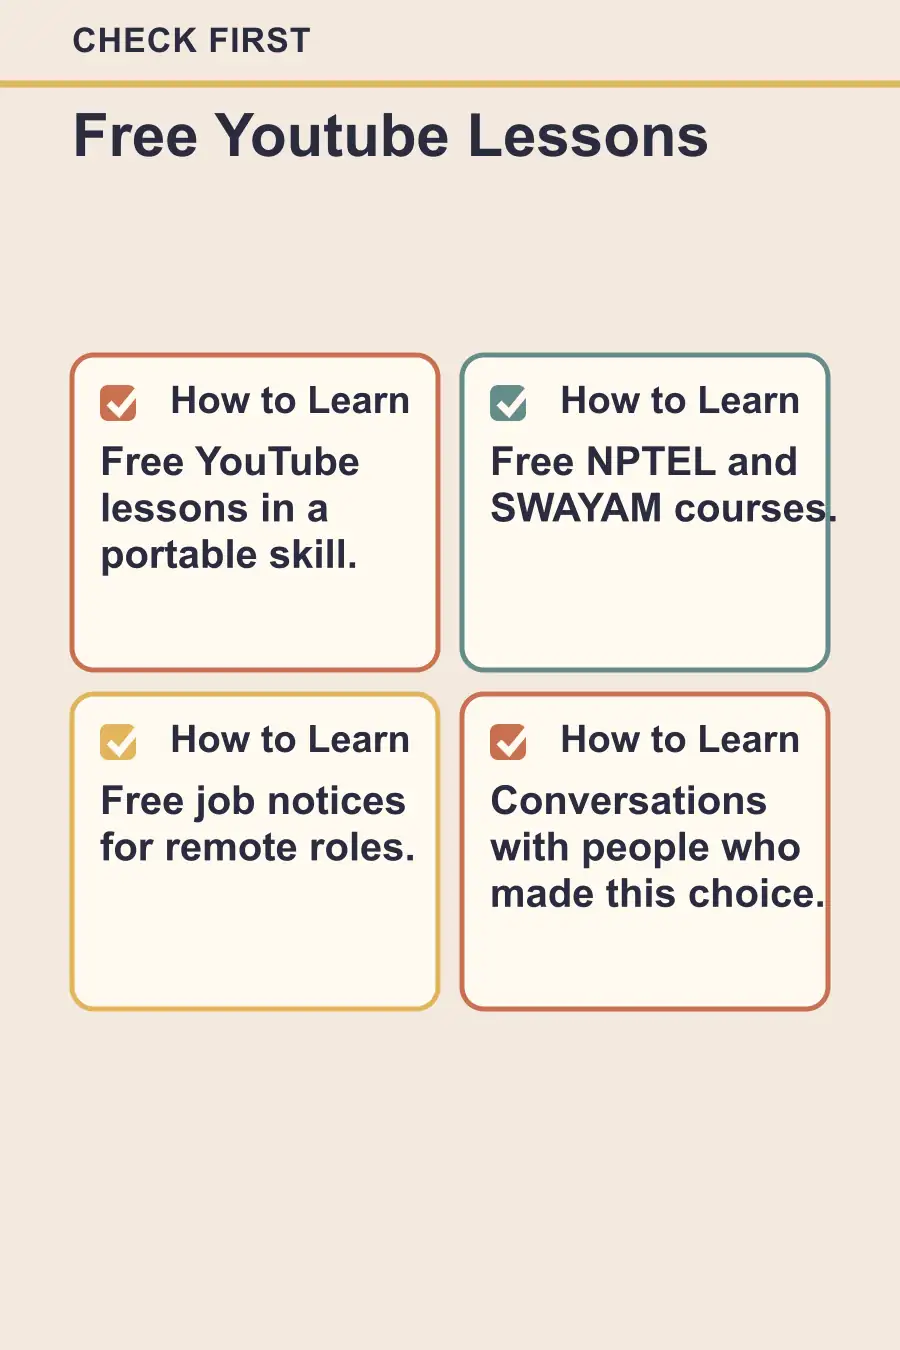 CHECK FIRST
Free Youtube Lessons
How to Learn
Free YouTube
lessons in a
portable skill.
How to Learn
Free NPTEL and
SWAYAM courses.
How to Learn
Free job notices
for remote roles.
How to Learn
Conversations
with people who
made this choice.